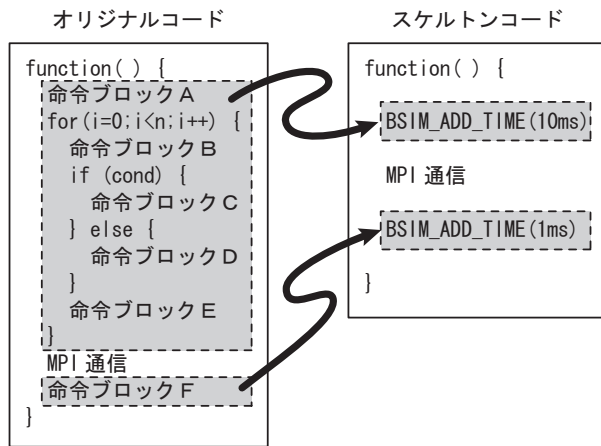 オリジナルコード
function( ) {
命令ブロックA
for(i=0;i<n;i++) {
命令ブロックB
if (cond) {
命令ブロックC
} else {
命令ブロックD
}
命令ブロックE
}
MPI 通信
命令ブロックF
}
スケルトンコード
function( ) {
BSIM_ADD_TIME(10ms)
MPI 通信
BSIM_ADD_TIME(1ms)
}